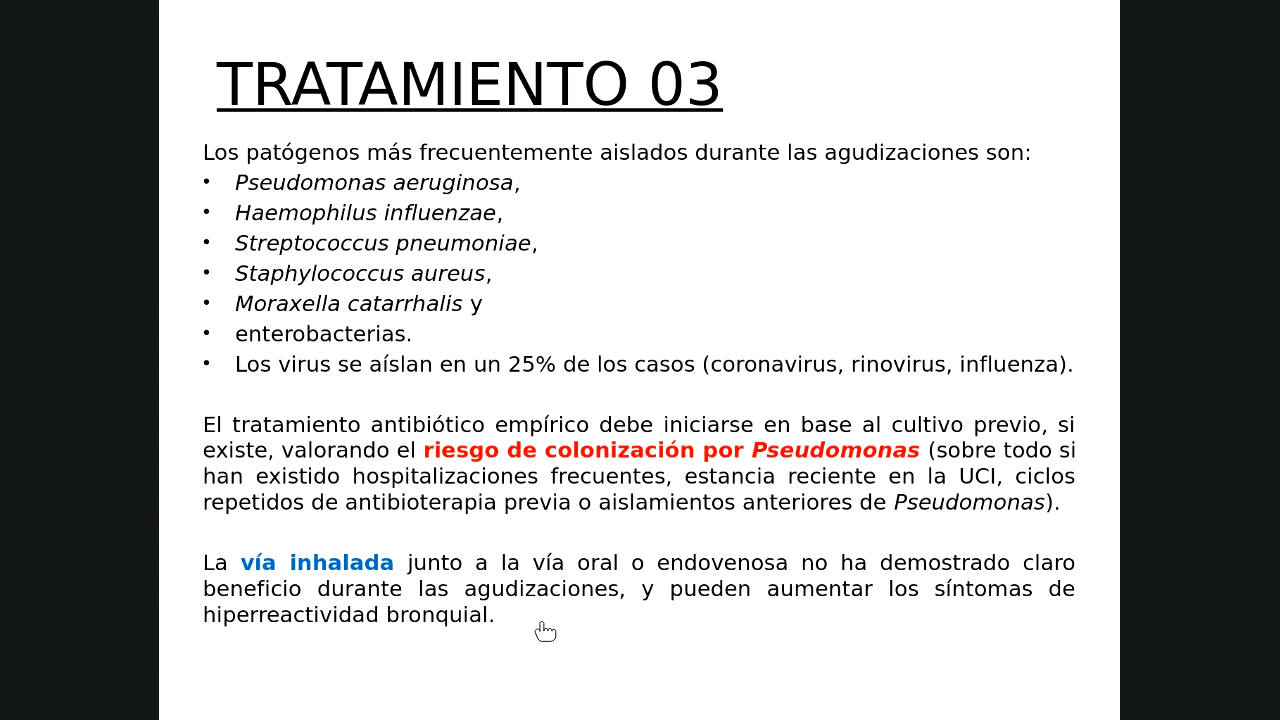 TRATAMIENTO 03
Los patógenos más frecuentemente aislados durante las agudizaciones son:
• Pseudomonas aeruginosa,
• Haemophilus influenzae,
• Streptococcus pneumoniae,
• Staphylococcus aureus,
• Moraxella catarrhalis y
• enterobacterias.
• Los virus se aíslan en un 25% de los casos (coronavirus, rinovirus, influenza).
El tratamiento antibiótico empírico debe iniciarse en base al cultivo previo, si
existe, valorando el riesgo de colonización por Pseudomonas (sobre todo si
han existido hospitalizaciones frecuentes, estancia reciente en la UCI, ciclos
repetidos de antibioterapia previa o aislamientos anteriores de Pseudomonas).
La vía inhalada junto a la vía oral o endovenosa no ha demostrado claro
beneficio durante las agudizaciones, y pueden aumentar los síntomas de
hiperreactividad bronquial.